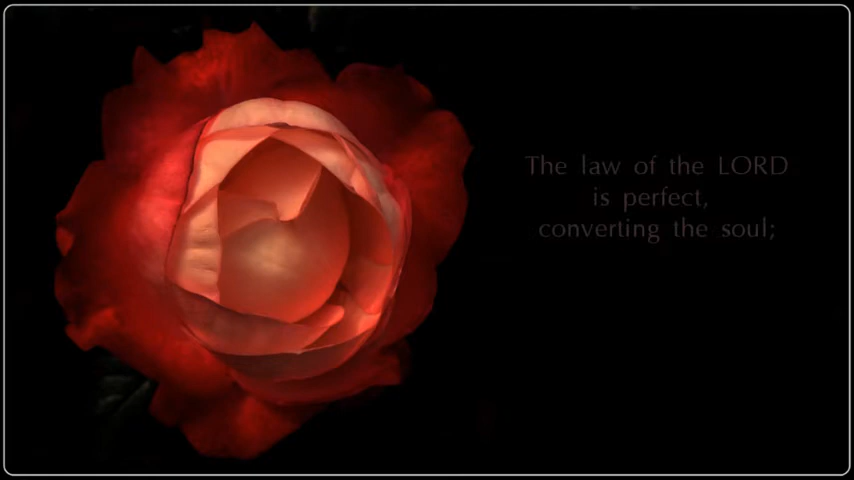 The law of the LORD
is perfect,
converting the soul;